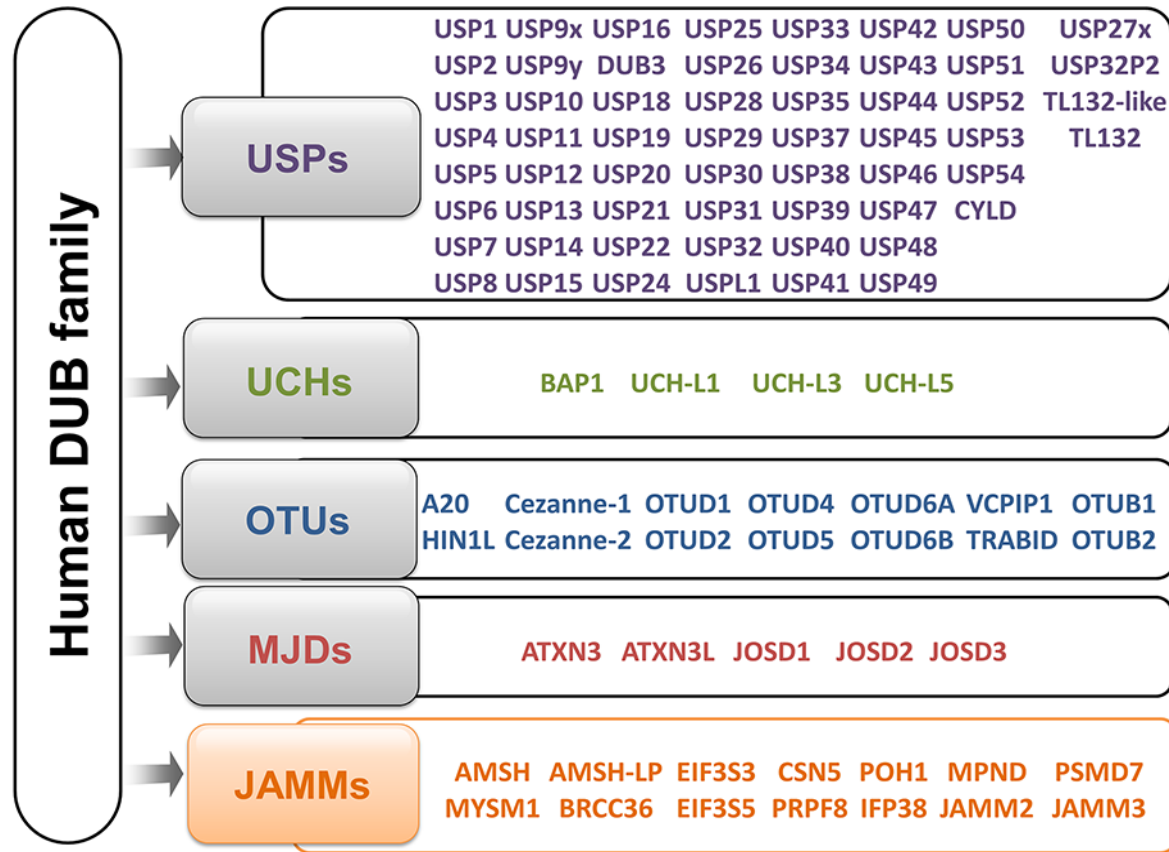 Human DUB family
USPs
USP1 USP9x USP16 USP25 USP33 USP42 USP50 USP27x
USP2 USP9y DUB3 USP26 USP34 USP43 USP51 USP32P2
USP3 USP10 USP18 USP28 USP35 USP44 USP52 TL132-like
USP4 USP11 USP19 USP29 USP37 USP45 USP53 TL132
USP5 USP12 USP20 USP30 USP38 USP46 USP54
USP6 USP13 USP21 USP31 USP39 USP47 CYLD
USP7 USP14 USP22 USP32 USP40 USP48
USP8 USP15 USP24 USPL1 USP41 USP49
UCHs
BAP1 UCH-L1 UCH-L3 UCH-L5
OTUs
A20 Cezanne-1 OTUD1 OTUD4 OTUD6A VCPIP1 OTUB1
HIN1L Cezanne-2 OTUD2 OTUD5 OTUD6B TRABID OTUB2
MJDs
ATXN3 ATXN3L JOSD1 JOSD2 JOSD3
JAMMs
AMSH AMSH-LP EIF3S3 CSN5 POH1 MPND PSMD7
MYSM1 BRCC36 EIF3S5 PRPF8 IFP38 JAMM2 JAMM3